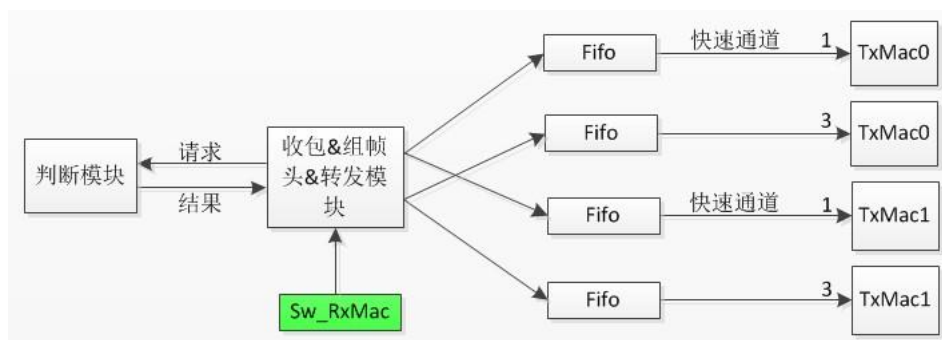 Fifo
快速通道
1
TxMac0
Fifo
3
TxMac0
判断模块
请求
结果
收包&组帧
头&转发模
块
Fifo
快速通道
1
TxMac1
Sw_RxMac
Fifo
3
TxMac1